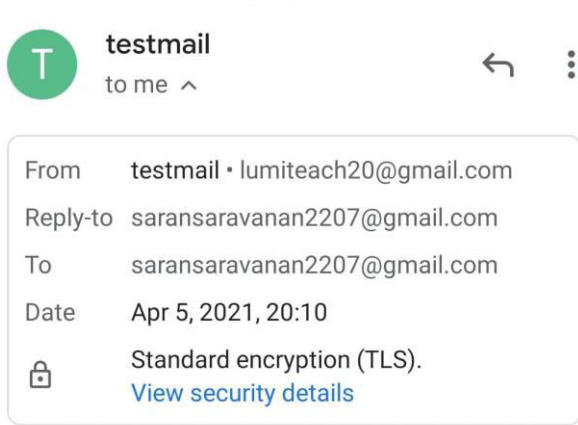 T
testmail
to me
From testmail • lumiteach20@gmail.com
Reply-to saransaravanan2207@gmail.com
To saransaravanan2207@gmail.com
Date Apr 5, 2021, 20:10
Standard encryption (TLS).
View security details